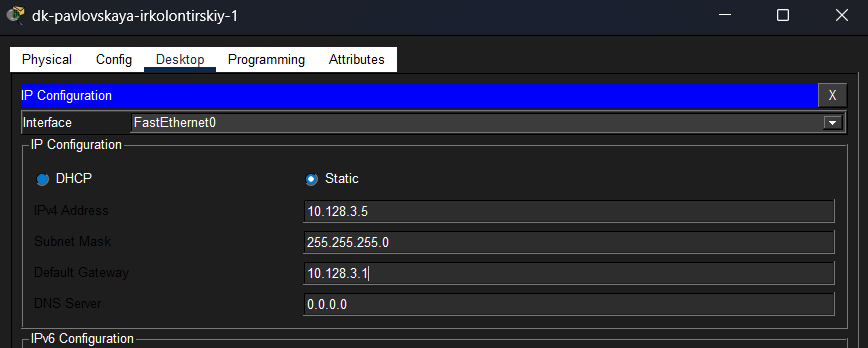 dk-pavlovskaya-irkolontirskiy-1
Physical Config Desktop Programming Attributes
IP Configuration X
Interface FastEthernet0
IP Configuration
DHCP Static
IPv4 Address 10.128.3.5
Subnet Mask 255.255.255.0
Default Gateway 10.128.3.1
DNS Server 0.0.0.0
IPv6 Configuration